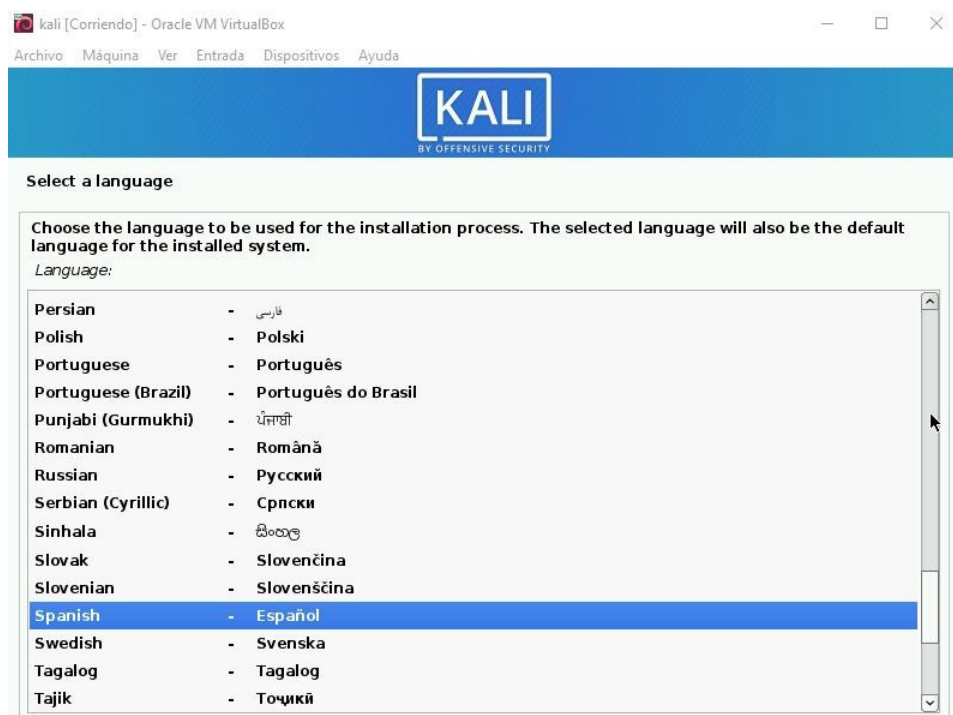 kali [Corriendo] - Oracle VM VirtualBox
Archivo Máquina Ver Entrada Dispositivos Ayuda
KALI
BY OFFENSIVE SECURITY
Select a language
Choose the language to be used for the installation process. The selected language will also be the default
language for the installed system.
Language:
Persian - فارسی
Polish - Polski
Portuguese - Português
Portuguese (Brazil) - Português do Brasil
Punjabi (Gurmukhi) - ਪੰਜਾਬੀ
Romanian - Română
Russian - Русский
Serbian (Cyrillic) - Српски
Sinhala - සිංහල
Slovak - Slovenčina
Slovenian - Slovenščina
Spanish - Español
Swedish - Svenska
Tagalog - Tagalog
Tajik - Тоҷикӣ